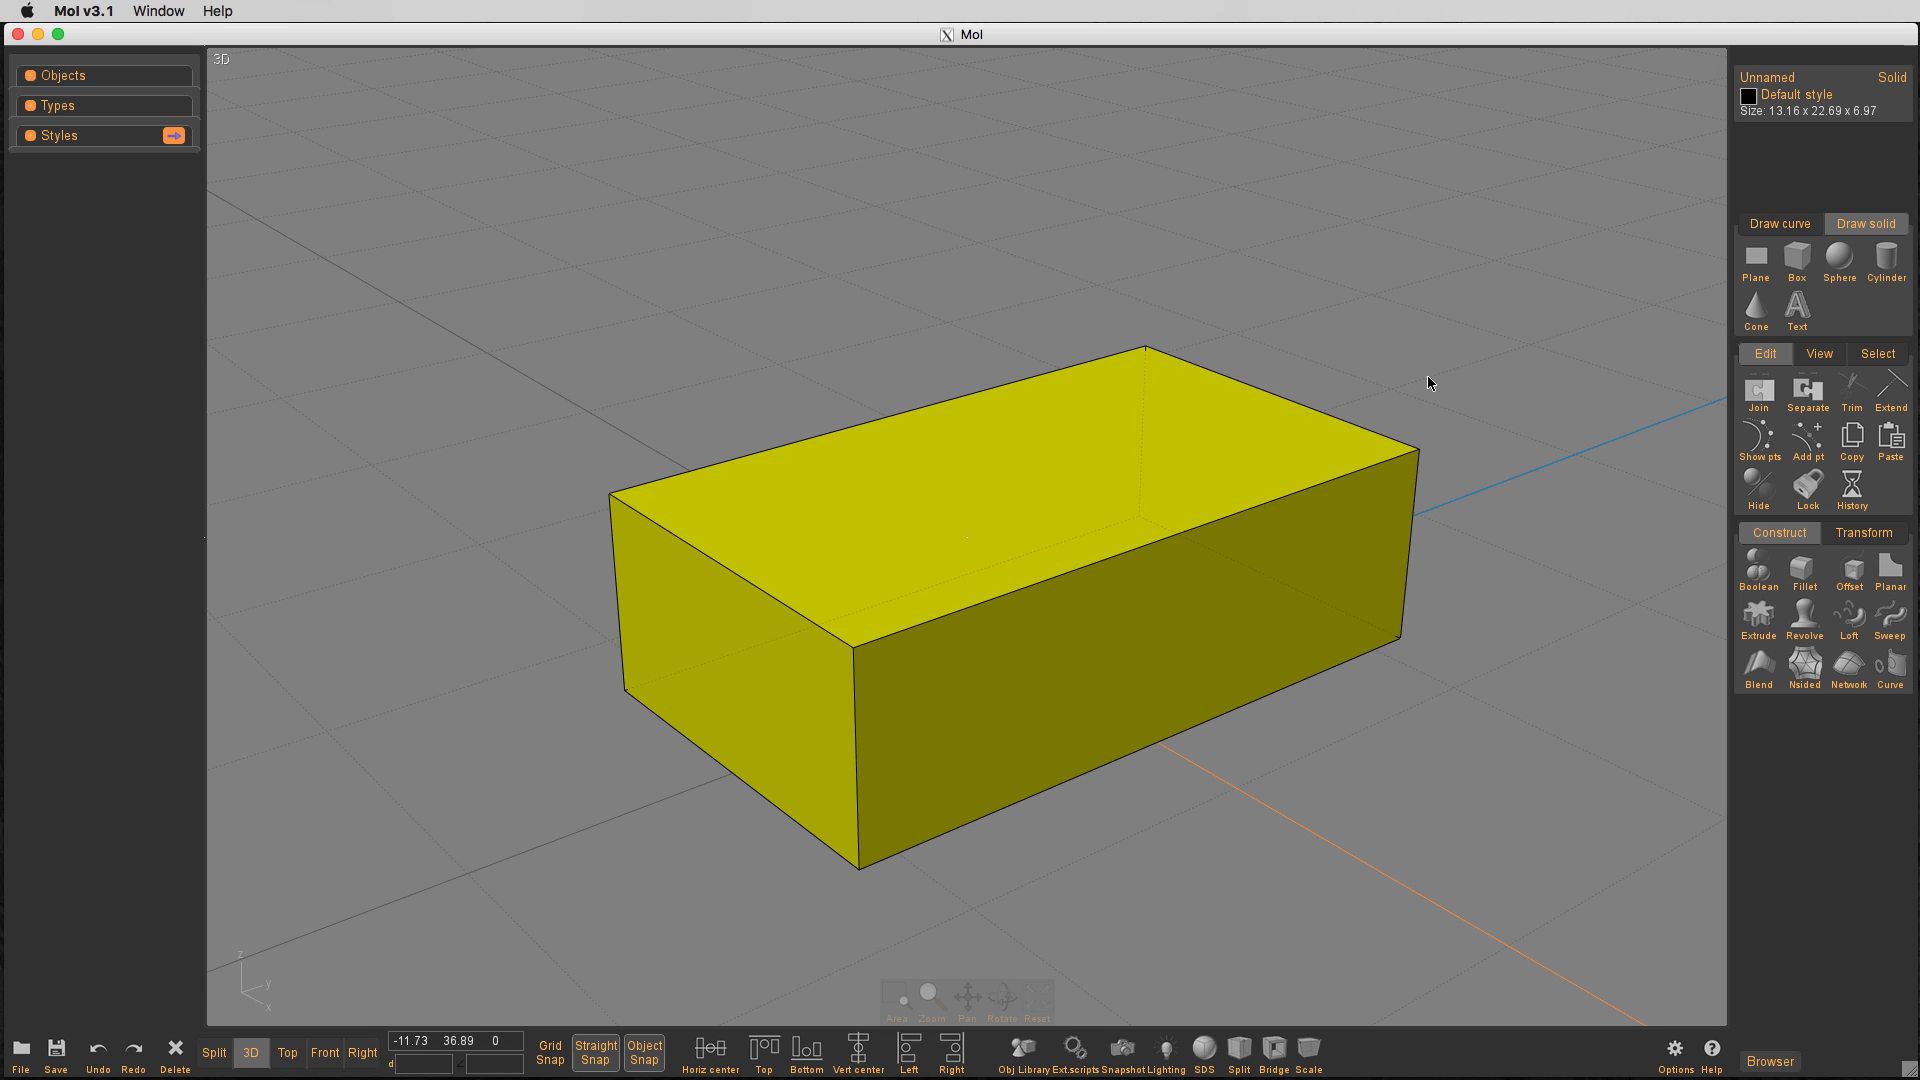 MoI v3.1 Window Help
X MoI
Objects
Types
Styles
3D
Unnamed Solid
Default style
Size: 13.16 x 22.69 x 6.97
Draw curve Draw solid
Plane Box Sphere Cylinder
Cone Text
Edit View Select
Join Separate Trim Extend
Show pts Add pt Copy Paste
Hide Lock History
Construct Transform
Boolean Fillet Offset Planar
Extrude Revolve Loft Sweep
Blend Nsided Network Curve
z
y
x
Area Zoom Pan Rotate Reset
File Save Undo Redo Delete
Split 3D Top Front Right
-11.73 36.89 0
d
Grid Snap
Straight Snap
Object Snap
Horiz center Top Bottom Vert center Left Right
Obj Library Ext.scripts Snapshot Lighting SDS Split Bridge Scale
Options Help
Browser